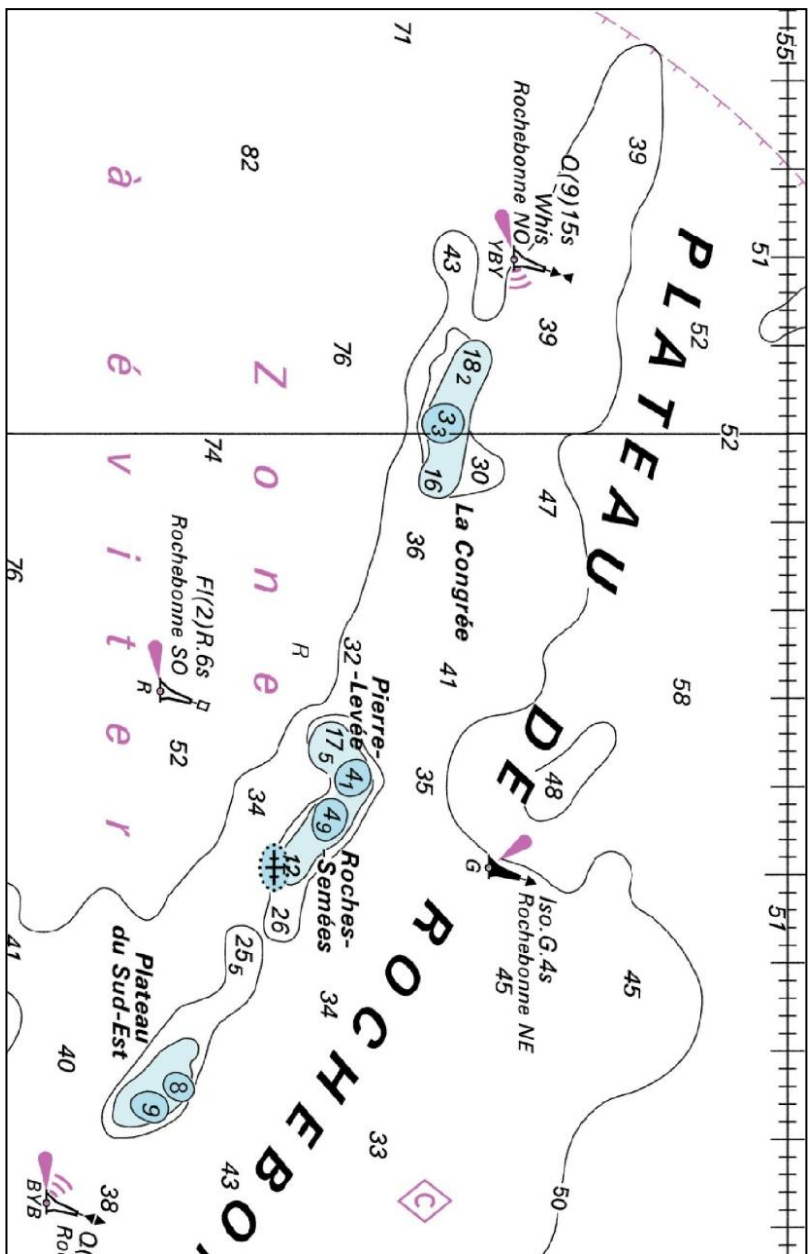 PLATEAU DE ROCHEBO
55
51
52
52
51
58
71
39
82
Q(9)15s
Whis
Rochebonne NO
YBY
43
39
76
18₂
3₃
16
30
47
La Congrée
36
74
Zone
à éviter
76
Fl(2)R.6s
Rochebonne SO
R
R
52
32
41
Pierre-
-Levée
17₅
4₁
4₉
12
Roches-
-Semées
35
48
34
26
G
Iso.G.4s
Rochebonne NE
45
45
25₅
34
41
Plateau
du Sud-Est
40
8
9
33
50
C
43
38
BYB
Q(
Ro